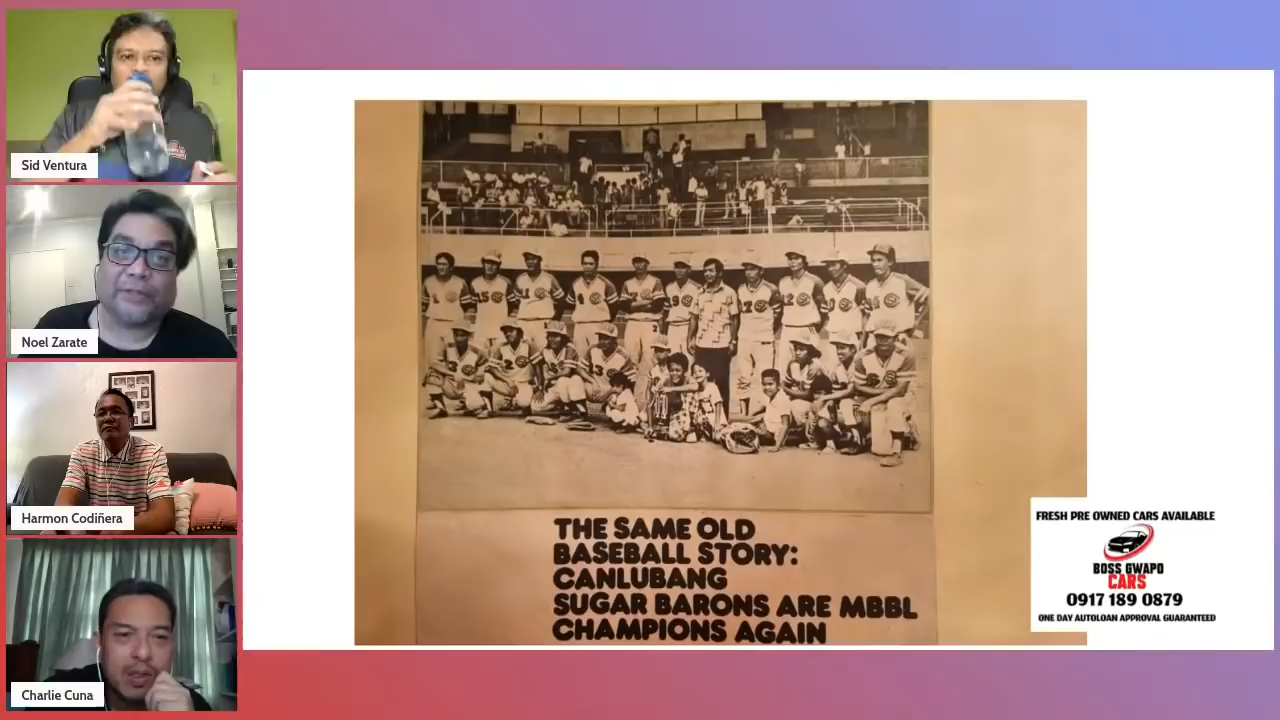 Sid Ventura
Noel Zarate
Harmon Codiñera
Charlie Cuna
THE SAME OLD
BASEBALL STORY:
CANLUBANG
SUGAR BARONS ARE MBBL
CHAMPIONS AGAIN
FRESH PRE OWNED CARS AVAILABLE
BOSS GWAPO
CARS
0917 189 0879
ONE DAY AUTOLOAN APPROVAL GUARANTEED